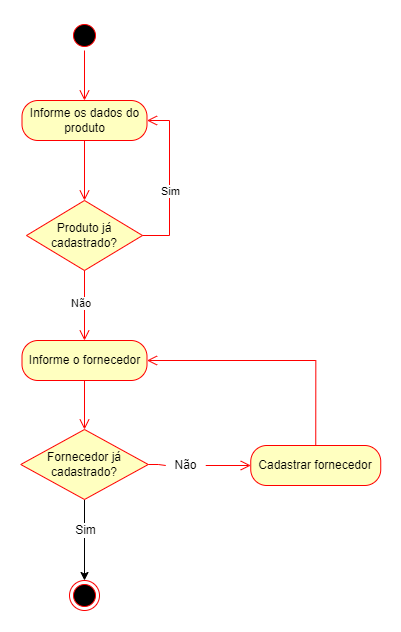 Informe os dados do
produto
Sim
Produto já
cadastrado?
Não
Informe o fornecedor
Fornecedor já
cadastrado?
Não
Cadastrar fornecedor
Sim